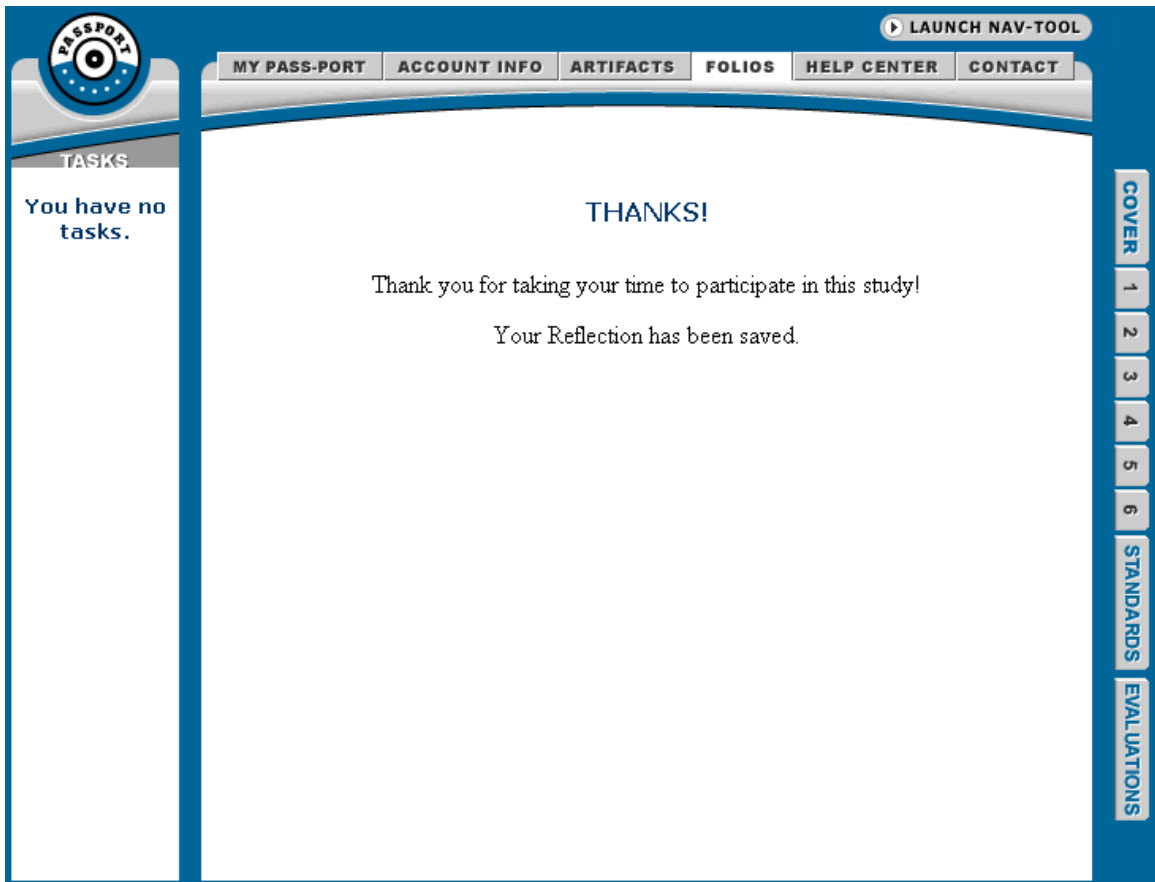 PASSPORT
LAUNCH NAV-TOOL
MY PASS-PORT
ACCOUNT INFO
ARTIFACTS
FOLIOS
HELP CENTER
CONTACT
TASKS
You have no
tasks.
THANKS!
Thank you for taking your time to participate in this study!
Your Reflection has been saved.
COVER
1
2
3
4
5
6
STANDARDS
EVALUATIONS